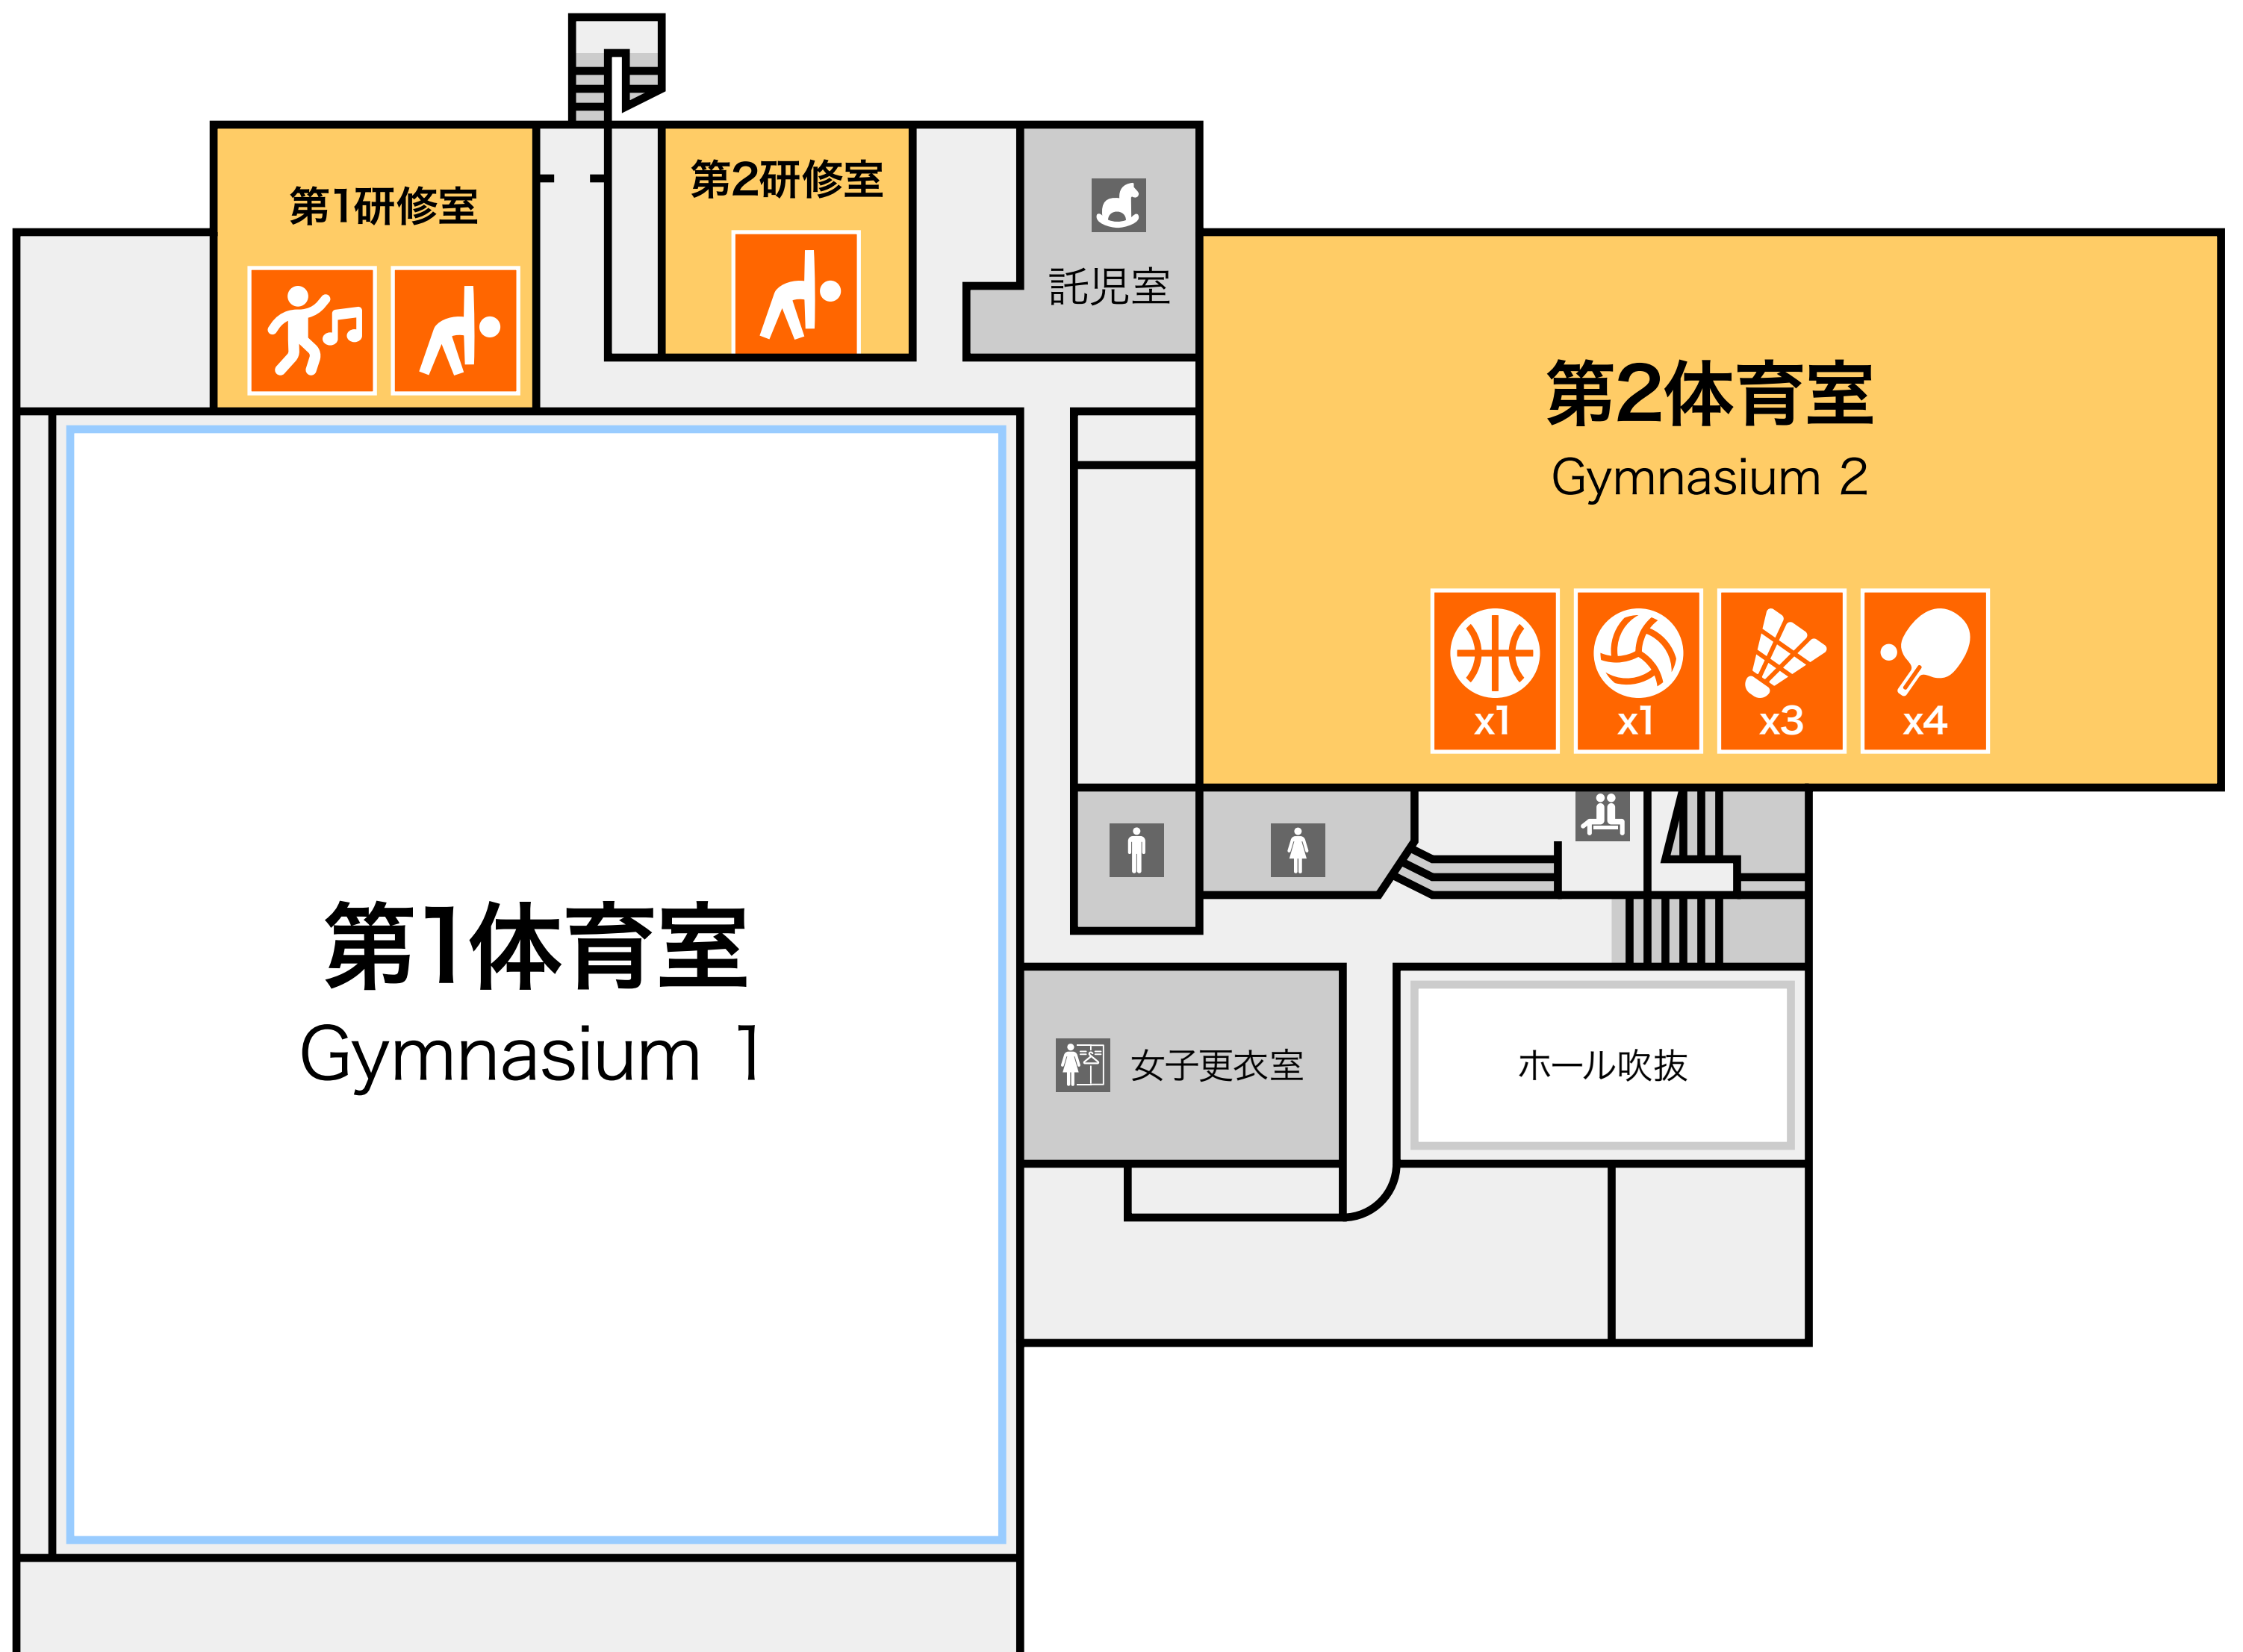 第1研修室
第2研修室
託児室
第2体育室
Gymnasium 2
x1
x1
x3
x4
第1体育室
Gymnasium 1
女子更衣室
ホール吹抜